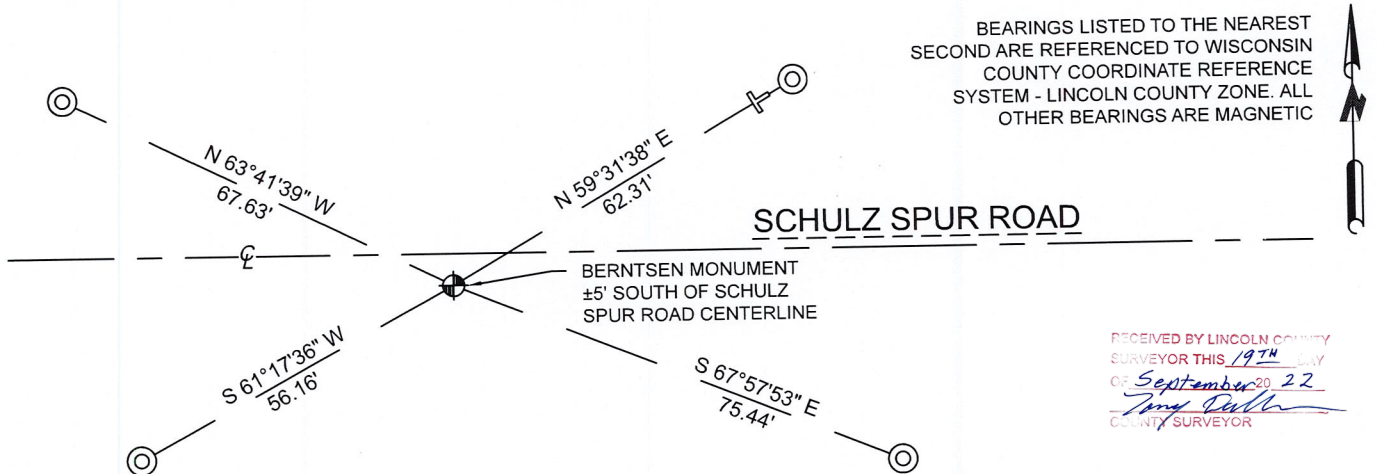 BEARINGS LISTED TO THE NEAREST
SECOND ARE REFERENCED TO WISCONSIN
COUNTY COORDINATE REFERENCE
SYSTEM - LINCOLN COUNTY ZONE. ALL
OTHER BEARINGS ARE MAGNETIC
N
N 63°41'39" W
67.63'
N 59°31'38" E
62.31'
SCHULZ SPUR ROAD
℄
BERNTSEN MONUMENT
±5' SOUTH OF SCHULZ
SPUR ROAD CENTERLINE
S 61°17'36" W
56.16'
S 67°57'53" E
75.44'
RECEIVED BY LINCOLN COUNTY
SURVEYOR THIS 19TH DAY
OF September 20 22
Tony
COUNTY SURVEYOR